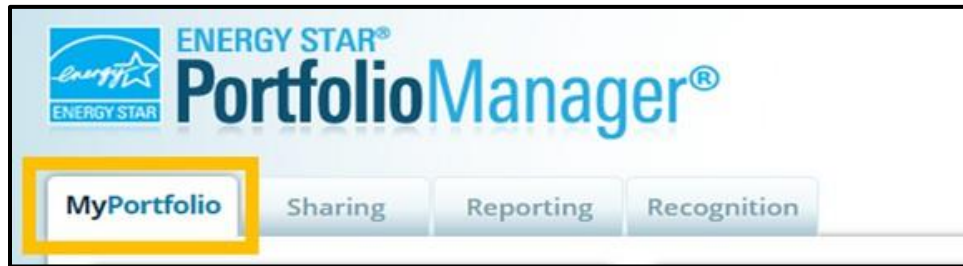 ENERGY STAR®
PortfolioManager®
energy
ENERGY STAR
MyPortfolio
Sharing
Reporting
Recognition